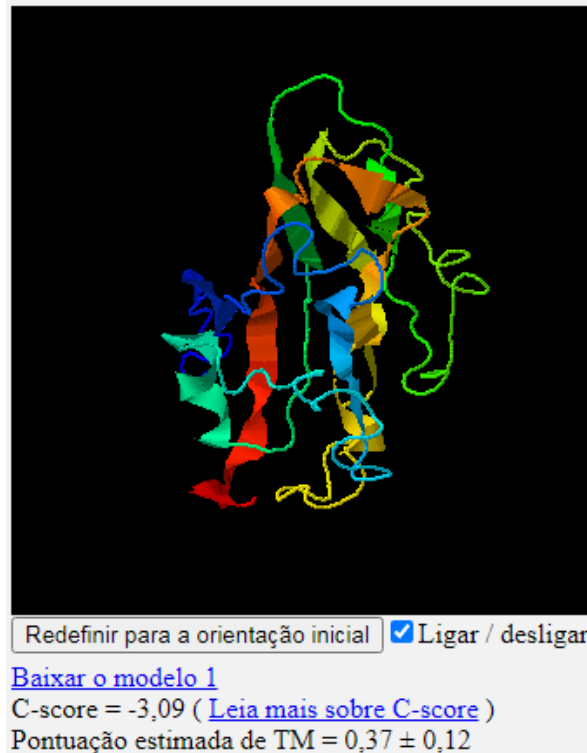 Redefinir para a orientação inicial Ligar / desligar
Baixar o modelo 1
C-score = -3,09 ( Leia mais sobre C-score )
Pontuação estimada de TM = 0,37 ± 0,12